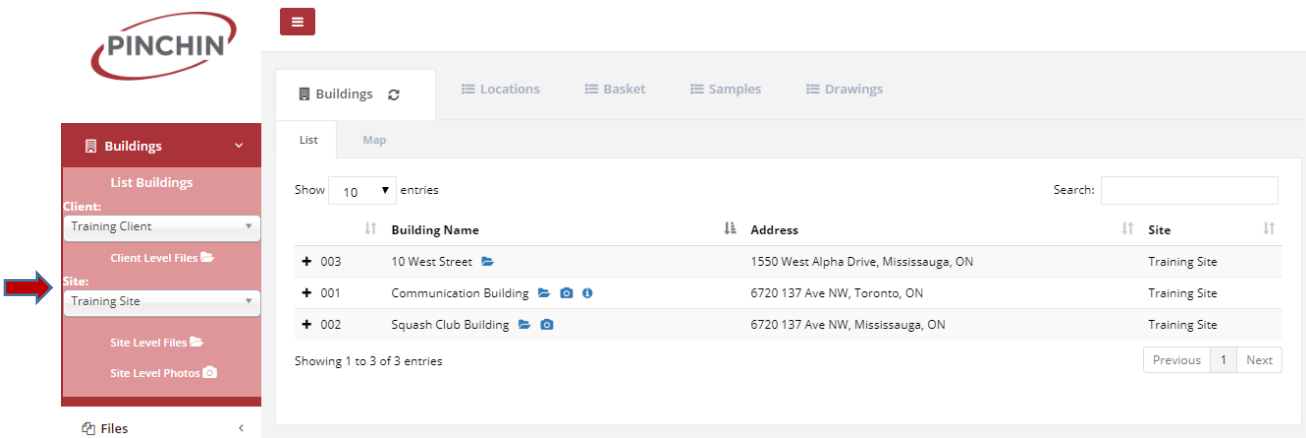 PINCHIN
Buildings
List Buildings
Client:
Training Client
Client Level Files
Site:
Training Site
Site Level Files
Site Level Photos
Files
Buildings Locations Basket Samples Drawings
List Map
Show 10 entries Search:
Building Name Address Site
003 10 West Street 1550 West Alpha Drive, Mississauga, ON Training Site
001 Communication Building 6720 137 Ave NW, Toronto, ON Training Site
002 Squash Club Building 6720 137 Ave NW, Mississauga, ON Training Site
Showing 1 to 3 of 3 entries Previous 1 Next